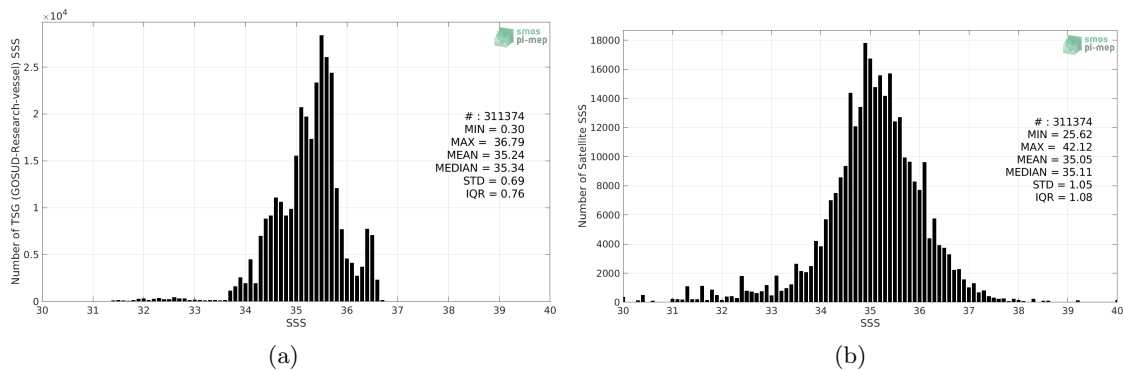 ×10⁴
Number of TSG (GOSUD-Research-vessel) SSS
2.5
2
1.5
1
0.5
0
30 31 32 33 34 35 36 37 38 39 40
SSS
smos
pi-mep
# : 311374
MIN = 0.30
MAX = 36.79
MEAN = 35.24
MEDIAN = 35.34
STD = 0.69
IQR = 0.76
(a)
Number of Satellite SSS
18000
16000
14000
12000
10000
8000
6000
4000
2000
0
30 31 32 33 34 35 36 37 38 39 40
SSS
smos
pi-mep
# : 311374
MIN = 25.62
MAX = 42.12
MEAN = 35.05
MEDIAN = 35.11
STD = 1.05
IQR = 1.08
(b)